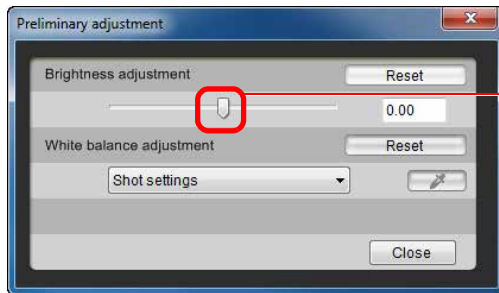 Preliminary adjustment
Brightness adjustment Reset
0.00
White balance adjustment Reset
Shot settings
Close